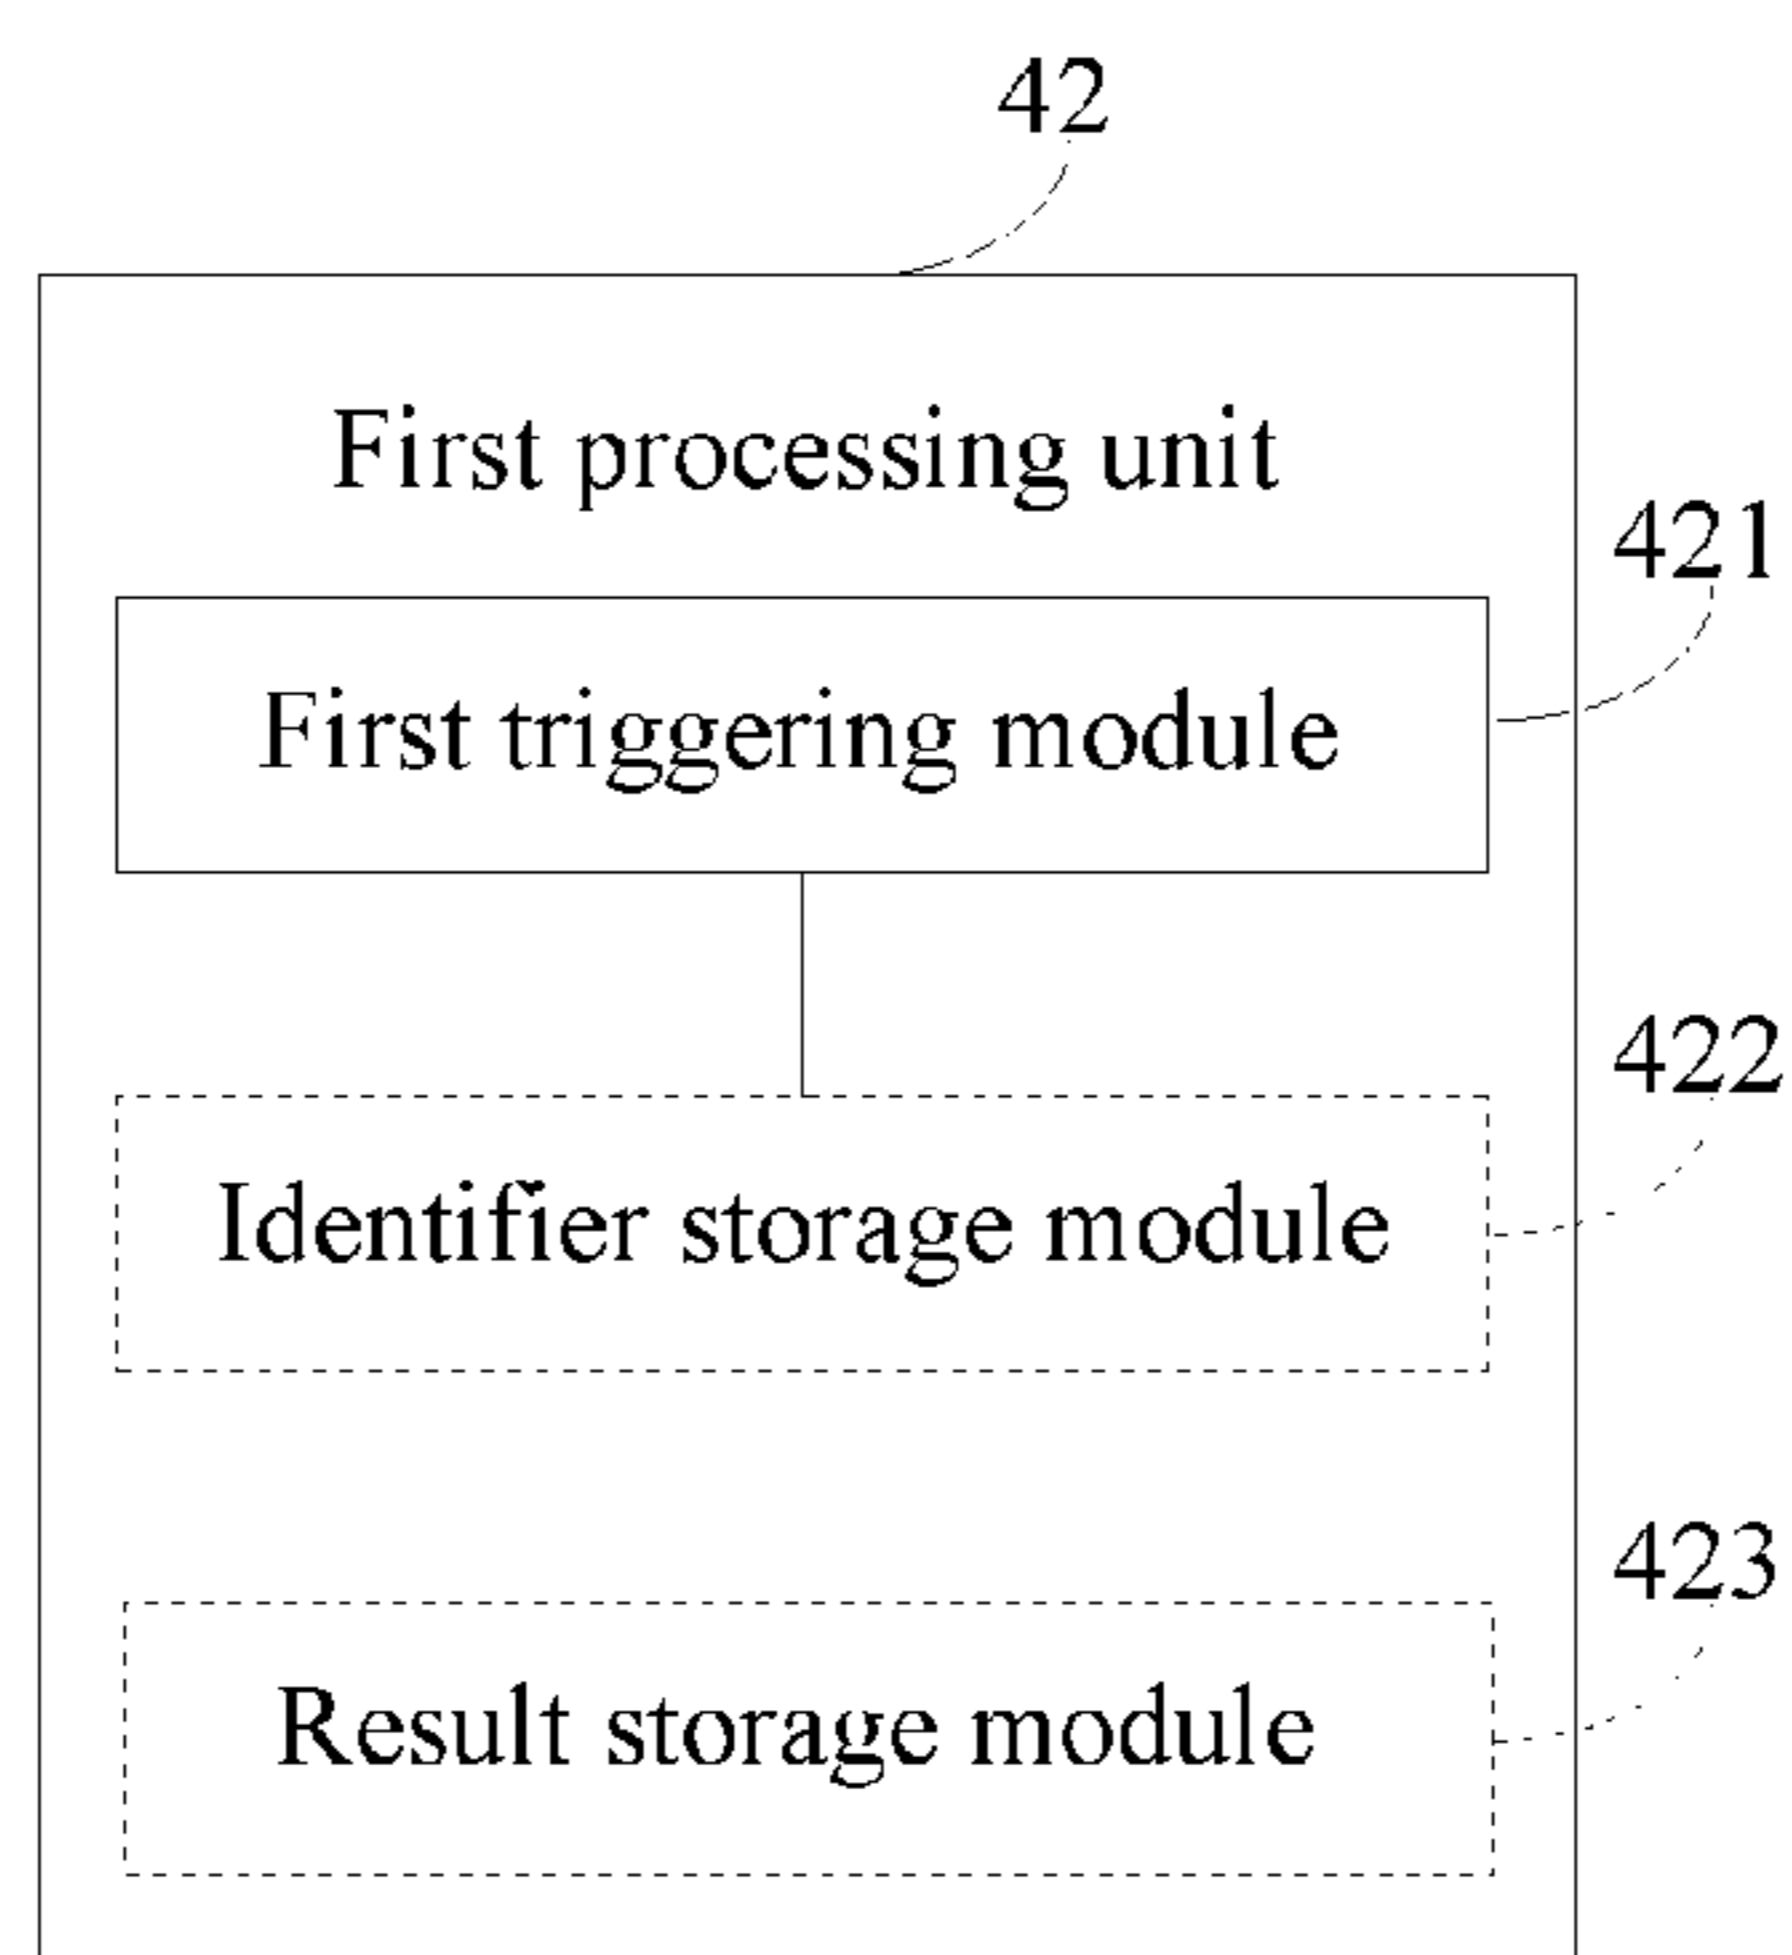 42
First processing unit
421
First triggering module
422
Identifier storage module
423
Result storage module